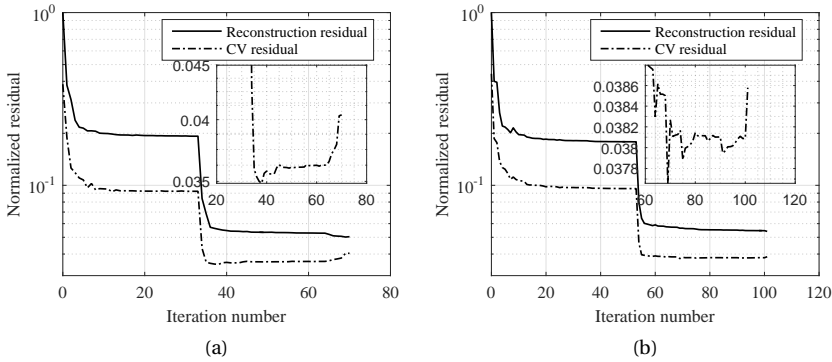 10^0
10^-1
Normalized residual
0 20 40 60 80
Iteration number
Reconstruction residual
CV residual
0.045
0.04
0.035
20 40 60 80
(a)
10^0
10^-1
Normalized residual
0 20 40 60 80 100 120
Iteration number
Reconstruction residual
CV residual
0.0386
0.0384
0.0382
0.038
0.0378
60 80 100 120
(b)